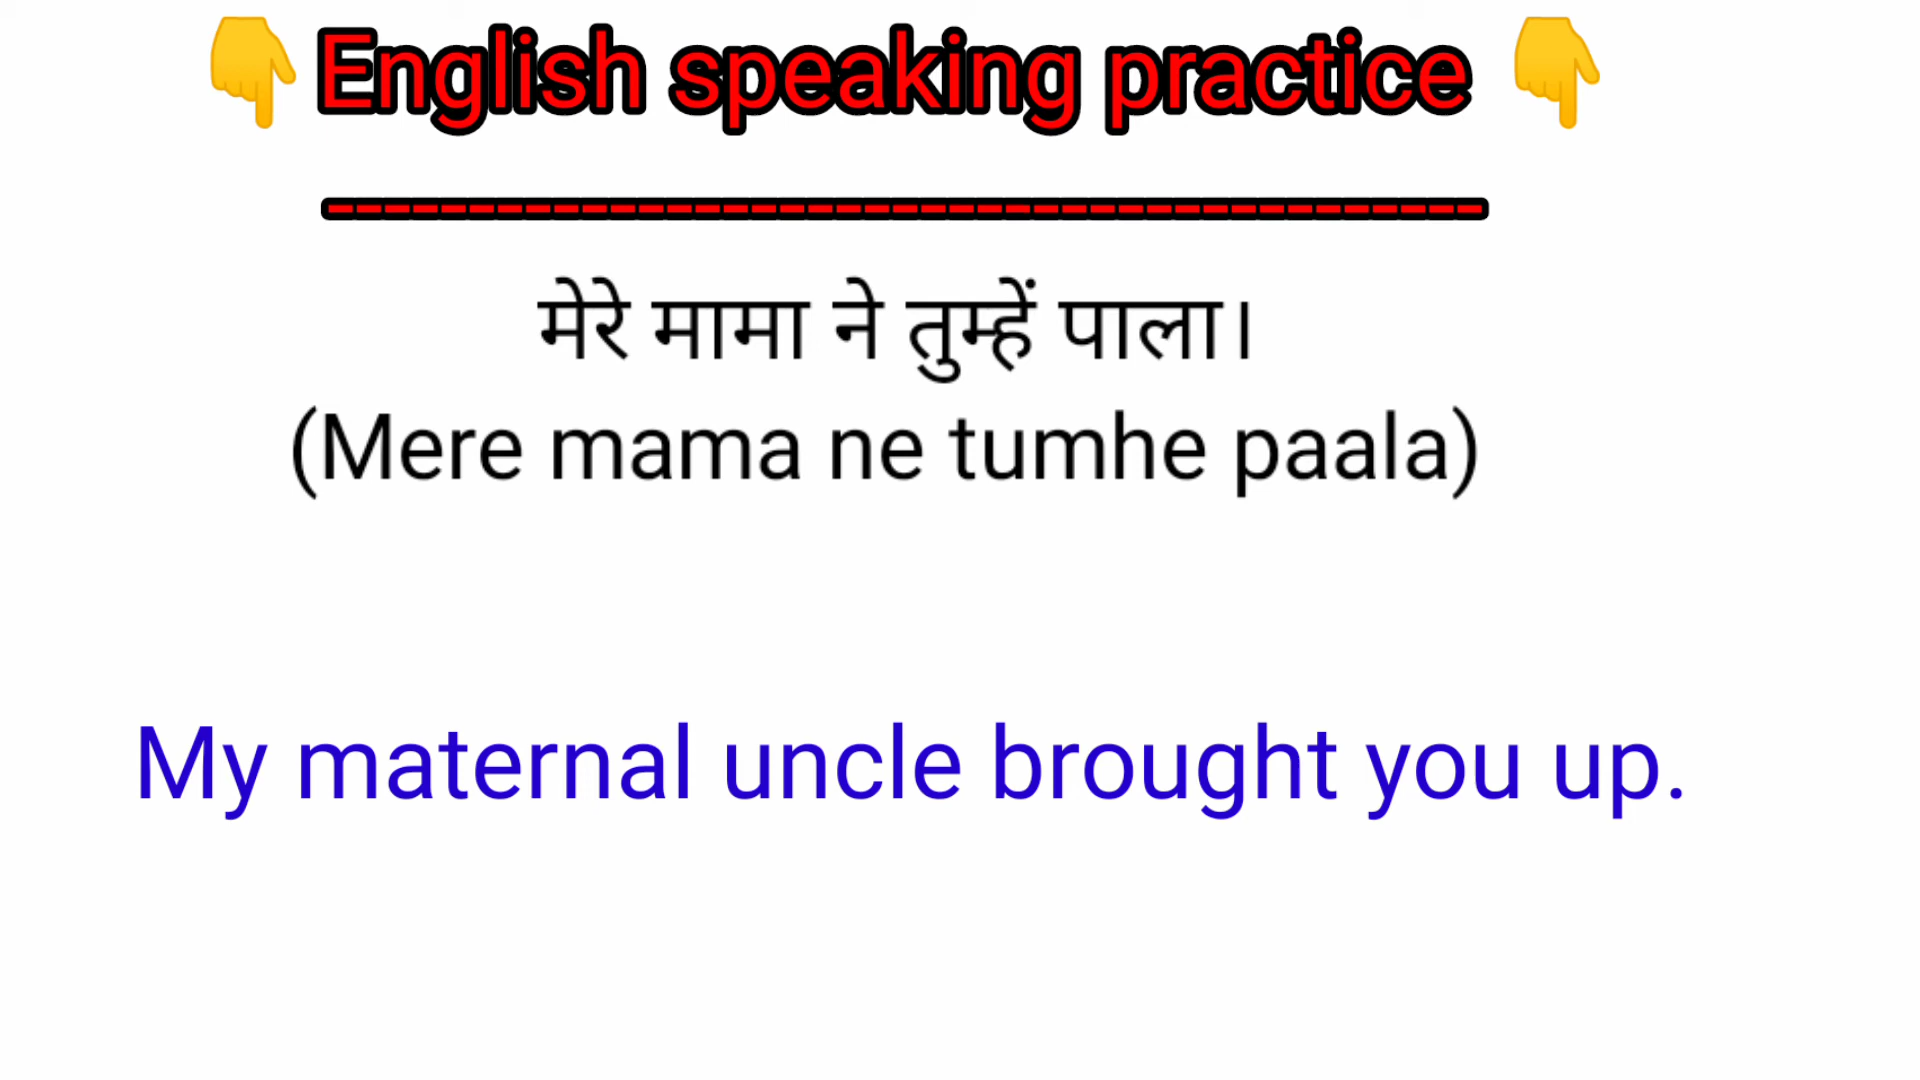 👇English speaking practice 👇
-----------------------------------------
मेरे मामा ने तुम्हें पाला।
(Mere mama ne tumhe paala)
My maternal uncle brought you up.